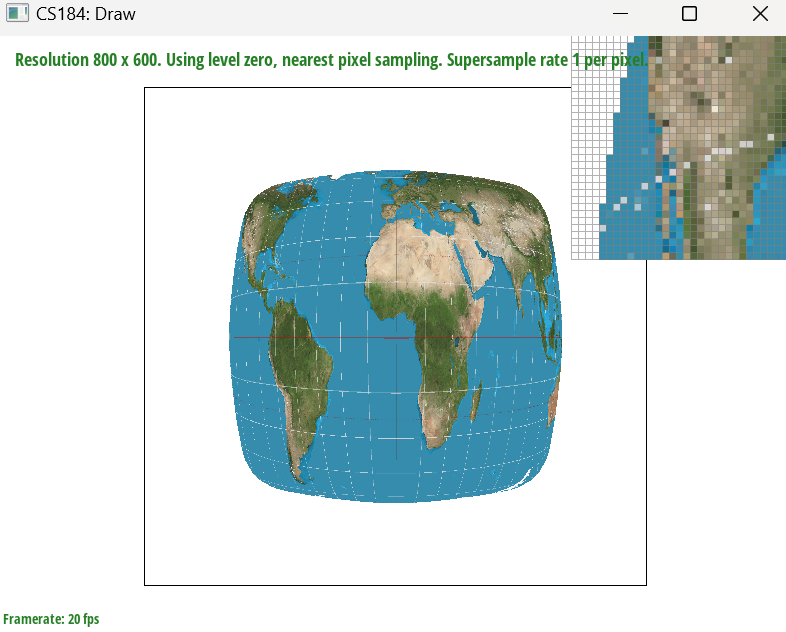 CS184: Draw
Resolution 800 x 600. Using level zero, nearest pixel sampling. Supersample rate 1 per pixel.
Framerate: 20 fps